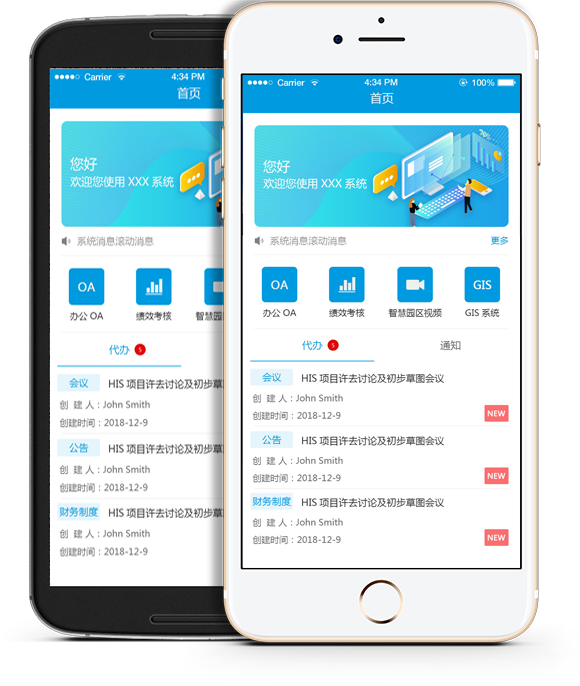 Carrier
4:34 PM
首页
您好
欢迎您使用 XXX 系统
系统消息滚动消息
OA
办公 OA
绩效考核
智慧园
代办 5
会议
HIS 项目许去讨论及初步草图
创 建 人：John Smith
创建时间：2018-12-9
公告
HIS 项目许去讨论及初步草图
创 建 人：John Smith
创建时间：2018-12-9
财务制度
HIS 项目许去讨论及初步草图
创 建 人：John Smith
创建时间：2018-12-9
Carrier
4:34 PM
100%
首页
您好
欢迎您使用 XXX 系统
系统消息滚动消息
更多
OA
GIS
办公 OA
绩效考核
智慧园区视频
GIS 系统
代办 5
通知
会议
HIS 项目许去讨论及初步草图会议
创 建 人：John Smith
创建时间：2018-12-9
NEW
公告
HIS 项目许去讨论及初步草图会议
创 建 人：John Smith
创建时间：2018-12-9
NEW
财务制度
HIS 项目许去讨论及初步草图会议
创 建 人：John Smith
创建时间：2018-12-9
NEW